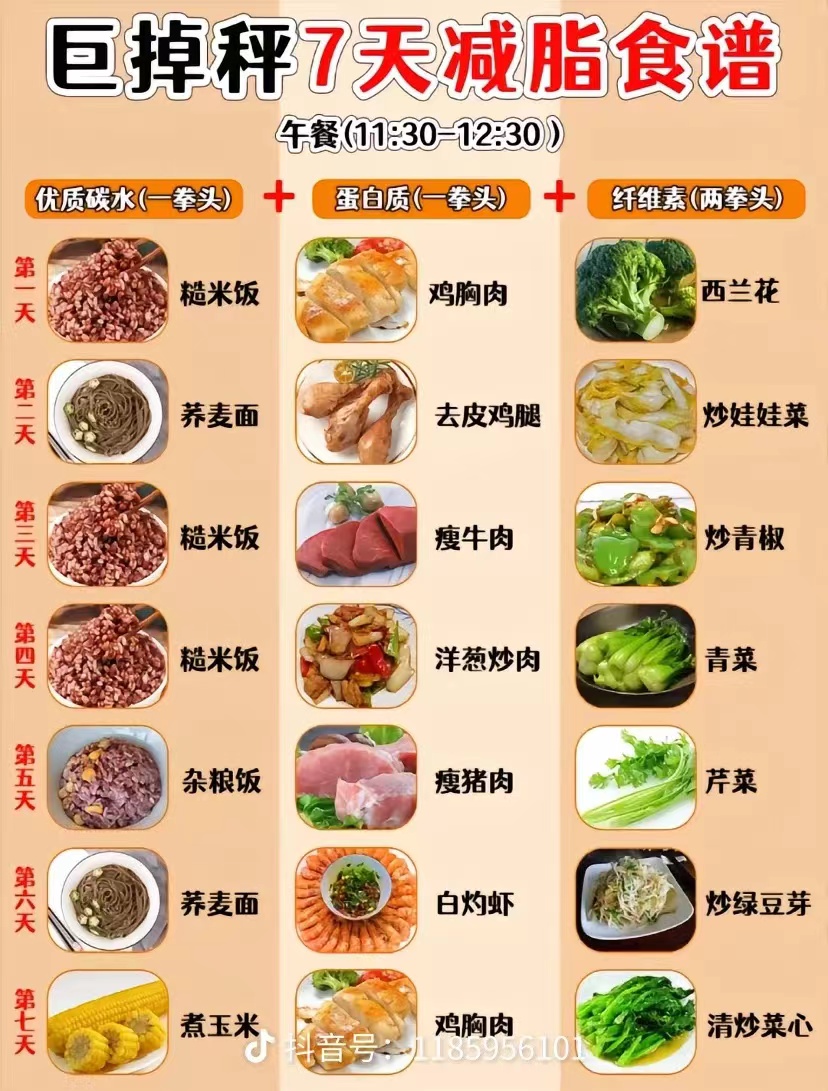 巨掉秤7天减脂食谱
午餐(11:30-12:30)
优质碳水(一拳头) + 蛋白质(一拳头) + 纤维素(两拳头)
第一天 糙米饭 鸡胸肉 西兰花
第二天 荞麦面 去皮鸡腿 炒娃娃菜
第三天 糙米饭 瘦牛肉 炒青椒
第四天 糙米饭 洋葱炒肉 青菜
第五天 杂粮饭 瘦猪肉 芹菜
第六天 荞麦面 白灼虾 炒绿豆芽
第七天 煮玉米 鸡胸肉 清炒菜心
抖音号：1185956101